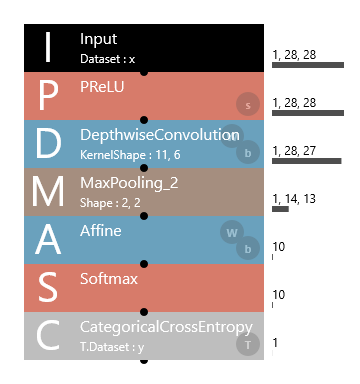 I Input 1, 28, 28
Dataset : x
P PReLU s 1, 28, 28
D DepthwiseConvolution W 1, 28, 27
KernelShape : 11, 6 b
M MaxPooling_2 1, 14, 13
Shape : 2, 2
A Affine W 10
b
S Softmax 10
C CategoricalCrossEntropy 1
T.Dataset : y T